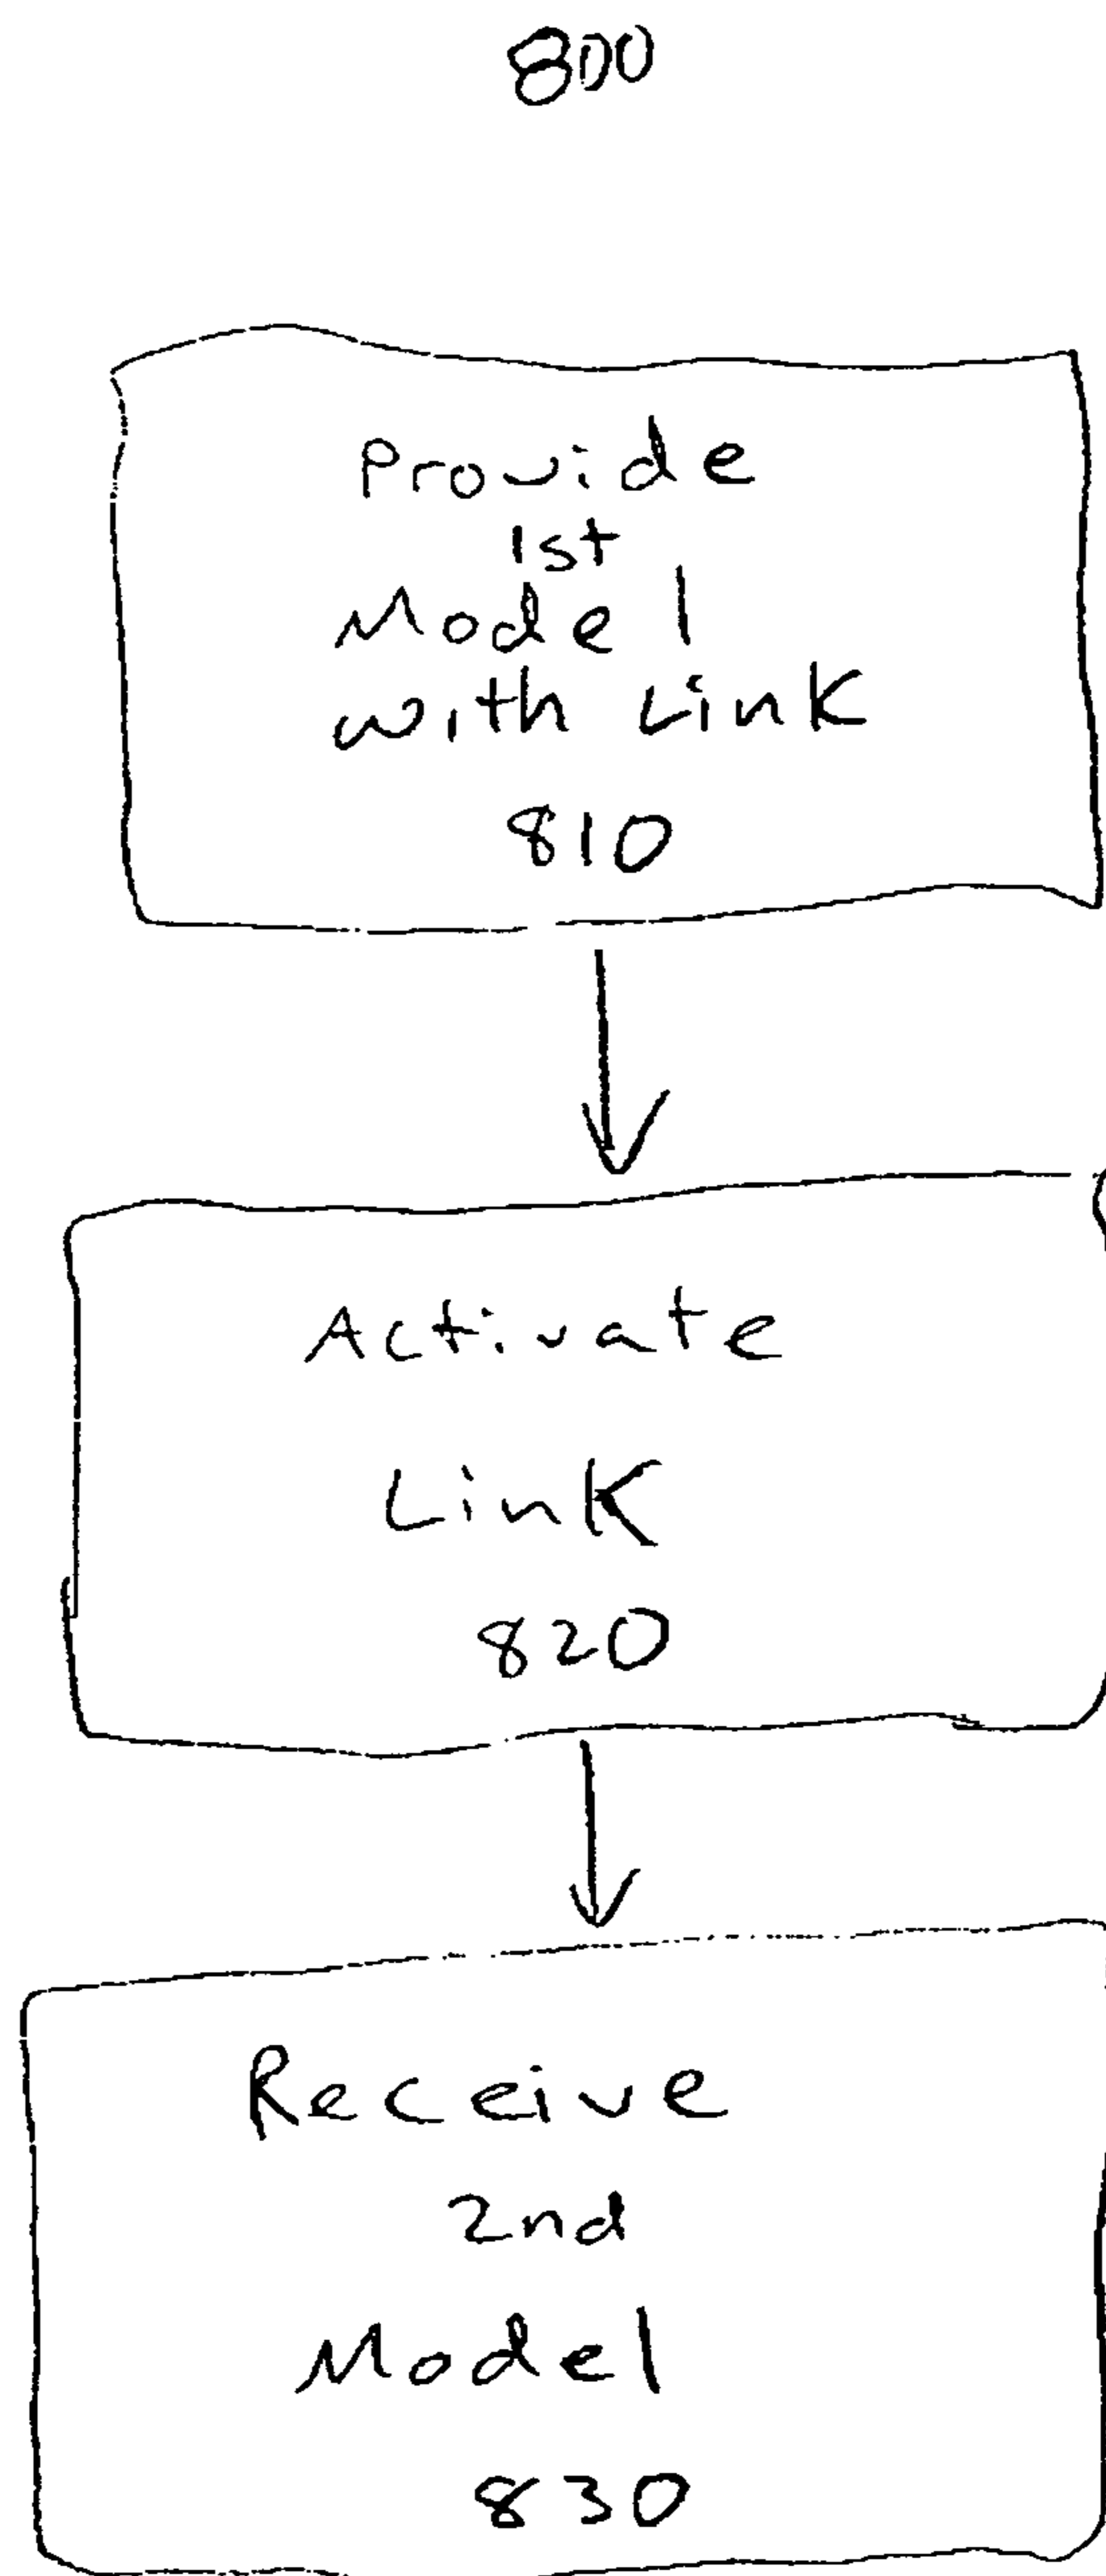 800
Provide
1st
Model
with Link
810
Activate
Link
820
Receive
2nd
Model
830